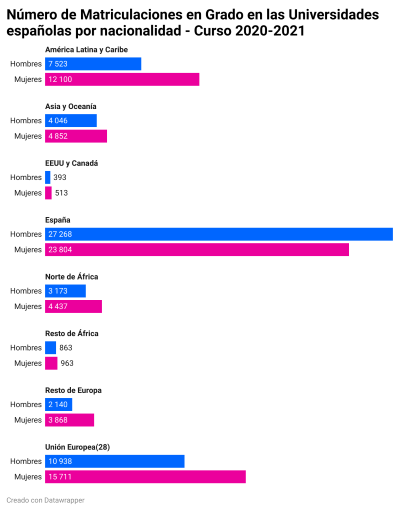 Número de Matriculaciones en Grado en las Universidades
españolas por nacionalidad - Curso 2020-2021
América Latina y Caribe
Hombres 7 523
Mujeres 12 100
Asia y Oceanía
Hombres 4 046
Mujeres 4 852
EEUU y Canadá
Hombres 393
Mujeres 513
España
Hombres 27 268
Mujeres 23 804
Norte de África
Hombres 3 173
Mujeres 4 437
Resto de África
Hombres 863
Mujeres 963
Resto de Europa
Hombres 2 140
Mujeres 3 868
Unión Europea(28)
Hombres 10 938
Mujeres 15 711
Creado con Datawrapper